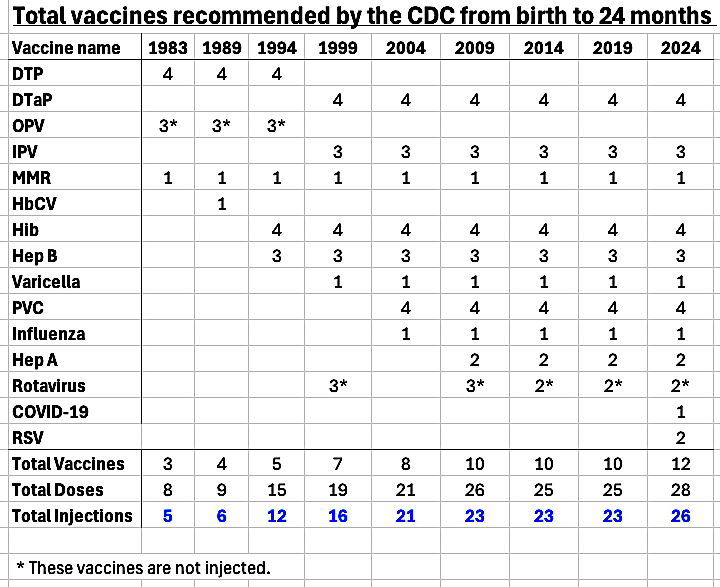 Total vaccines recommended by the CDC from birth to 24 months
Vaccine name 1983 1989 1994 1999 2004 2009 2014 2019 2024
DTP 4 4 4
DTaP 4 4 4 4 4 4
OPV 3* 3* 3*
IPV 3 3 3 3 3 3
MMR 1 1 1 1 1 1 1 1 1
HbCV 1
Hib 4 4 4 4 4 4 4
Hep B 3 3 3 3 3 3 3
Varicella 1 1 1 1 1 1
PVC 4 4 4 4 4
Influenza 1 1 1 1 1
Hep A 2 2 2 2
Rotavirus 3* 3* 2* 2* 2*
COVID-19 1
RSV 2
Total Vaccines 3 4 5 7 8 10 10 10 12
Total Doses 8 9 15 19 21 26 25 25 28
Total Injections 5 6 12 16 21 23 23 23 26
* These vaccines are not injected.